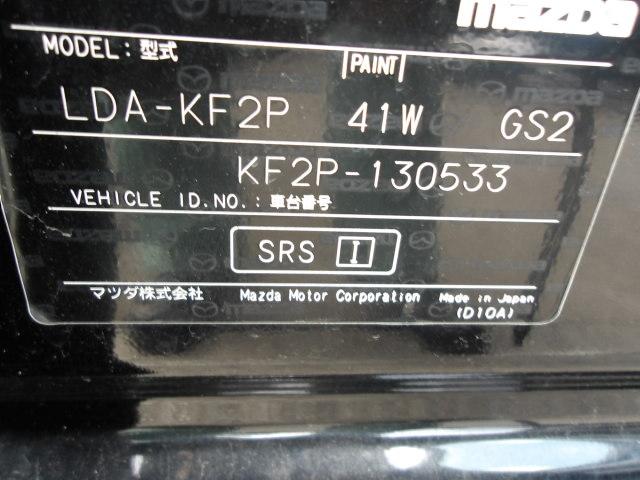 mazda
MODEL: 型式 PAINT
LDA-KF2P 41W GS2
KF2P-130533
VEHICLE ID.NO.: 車台番号
SRS I
マツダ株式会社 Mazda Motor Corporation Made in Japan
(D10A)